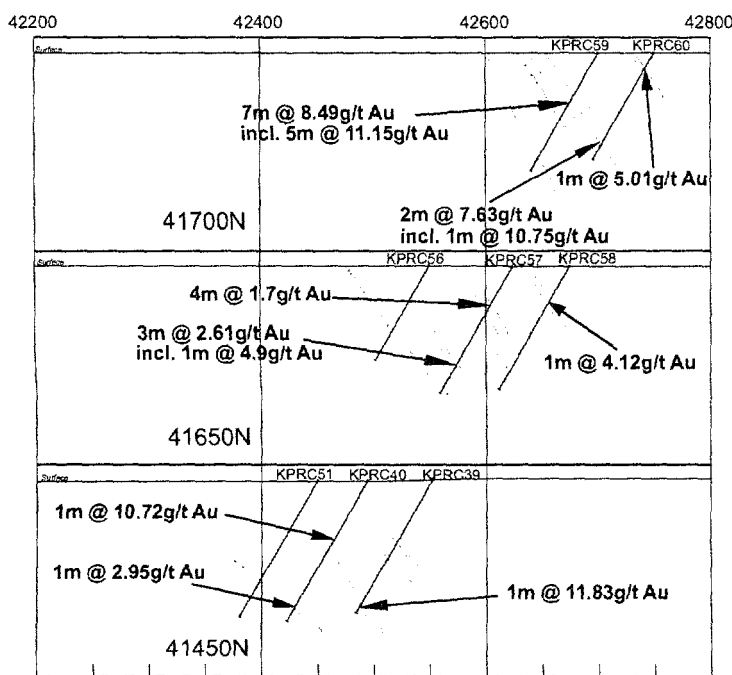 42200 42400 42600 42800
Surface KPRC59 KPRC60
7m @ 8.49g/t Au
incl. 5m @ 11.15g/t Au
1m @ 5.01g/t Au
2m @ 7.63g/t Au
incl. 1m @ 10.75g/t Au
41700N
Surface KPRC56 KPRC57 KPRC58
4m @ 1.7g/t Au
3m @ 2.61g/t Au
incl. 1m @ 4.9g/t Au
1m @ 4.12g/t Au
41650N
Surface KPRC51 KPRC40 KPRC39
1m @ 10.72g/t Au
1m @ 2.95g/t Au
1m @ 11.83g/t Au
41450N